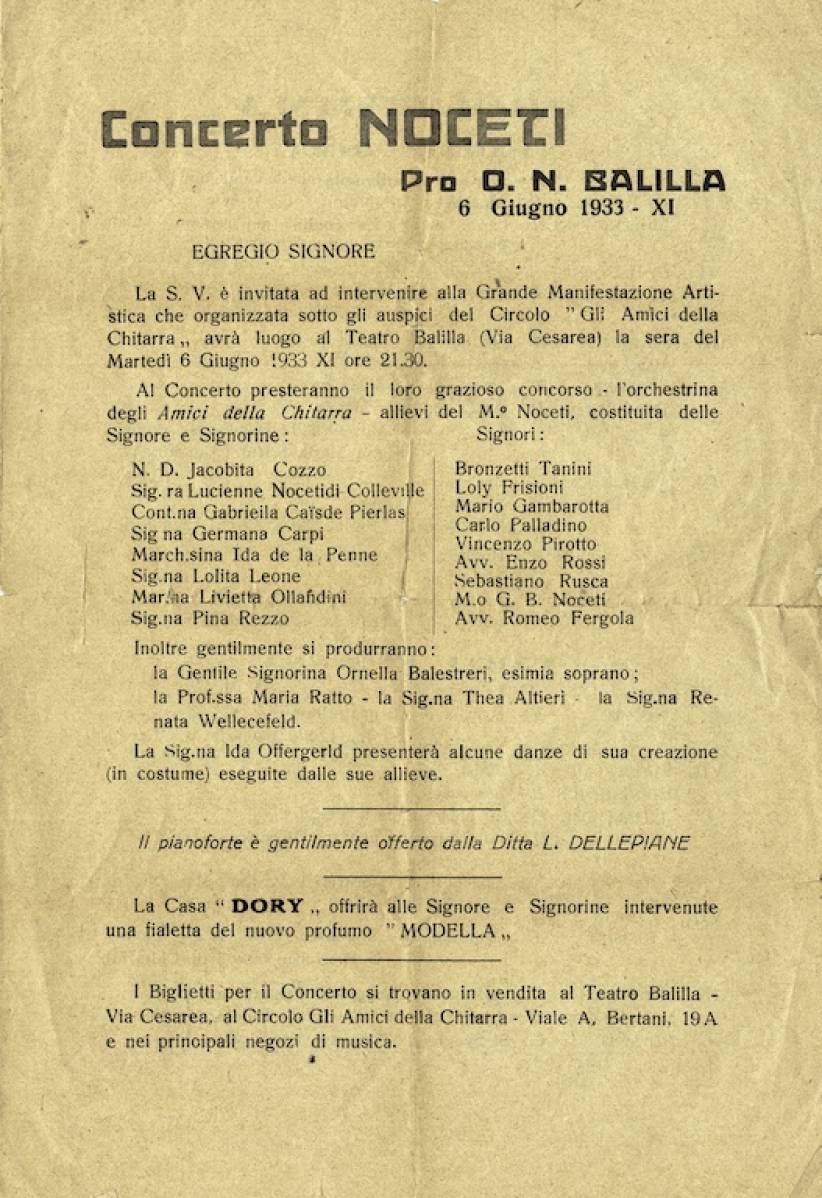 Concerto NOCETI
Pro O. N. BALILLA
6 Giugno 1933 - XI
EGREGIO SIGNORE
La S. V. è invitata ad intervenire alla Grande Manifestazione Arti-
stica che organizzata sotto gli auspici del Circolo " Gli Amici della
Chitarra „ avrà luogo al Teatro Balilla (Via Cesarea) la sera del
Martedì 6 Giugno 1933 XI ore 21.30.
Al Concerto presteranno il loro grazioso concorso - l'orchestrina
degli Amici della Chitarra - allievi del M.º Noceti, costituita delle
Signore e Signorine :
N. D. Jacobita Cozzo
Sig. ra Lucienne Nocetidi Colleville
Cont.na Gabriella Caïsde Pierlas
Sig na Germana Carpi
March.sina Ida de la Penne
Sig.na Lolita Leone
Mar.na Livietta Ollandini
Sig.na Pina Rezzo
Signori :
Bronzetti Tanini
Loly Frisioni
Mario Gambarotta
Carlo Palladino
Vincenzo Pirotto
Avv. Enzo Rossi
Sebastiano Rusca
M.o G. B. Noceti
Avv. Romeo Fergola
Inoltre gentilmente si produrranno :
la Gentile Signorina Ornella Balestreri, esimia soprano ;
la Prof.ssa Maria Ratto - la Sig.na Thea Altieri - la Sig.na Re-
nata Wellecefeld.
La Sig.na Ida Offergerld presenterà alcune danze di sua creazione
(in costume) eseguite dalle sue allieve.
Il pianoforte è gentilmente offerto dalla Ditta L. DELLEPIANE
La Casa “ DORY „ offrirà alle Signore e Signorine intervenute
una fialetta del nuovo profumo " MODELLA „
I Biglietti per il Concerto si trovano in vendita al Teatro Balilla -
Via Cesarea, al Circolo Gli Amici della Chitarra - Viale A. Bertani, 19 A
e nei principali negozi di musica.